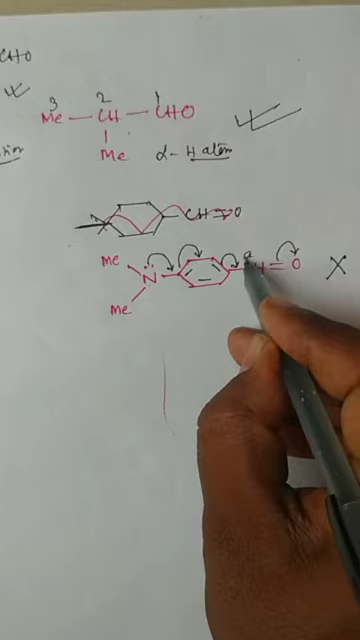 CHO
3 2 1
Me — CH — CHO
Me α- H atom
CH=O
Me
N = O X
Me